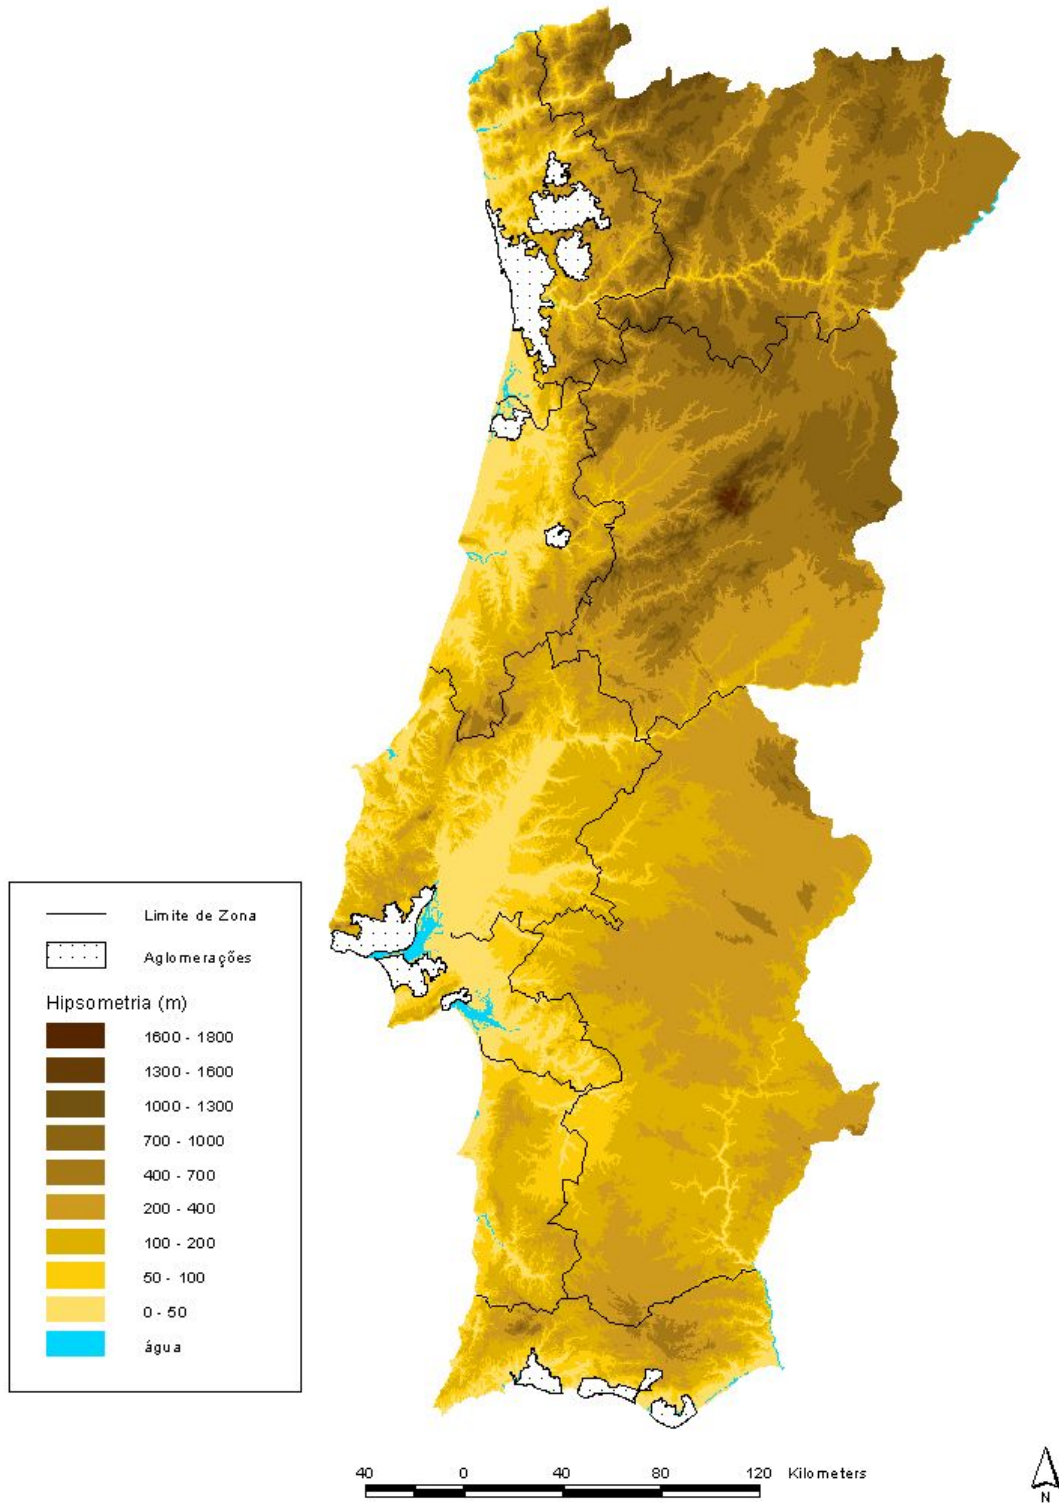 Limite de Zona
Aglomerações
Hipsometria (m)
1600 - 1800
1300 - 1600
1000 - 1300
700 - 1000
400 - 700
200 - 400
100 - 200
50 - 100
0 - 50
água
40 0 40 80 120 Kilometers
N